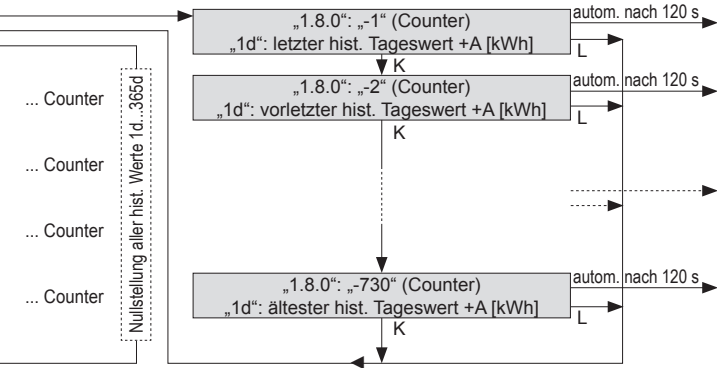 „1.8.0“: „-1“ (Counter)
„1d“: letzter hist. Tageswert +A [kWh]
autom. nach 120 s
L
K
„1.8.0“: „-2“ (Counter)
„1d“: vorletzter hist. Tageswert +A [kWh]
autom. nach 120 s
L
K
... Counter
... Counter
... Counter
... Counter
Nullstellung aller hist. Werte 1d...365d
„1.8.0“: „-730“ (Counter)
„1d“: ältester hist. Tageswert +A [kWh]
autom. nach 120 s
L
K